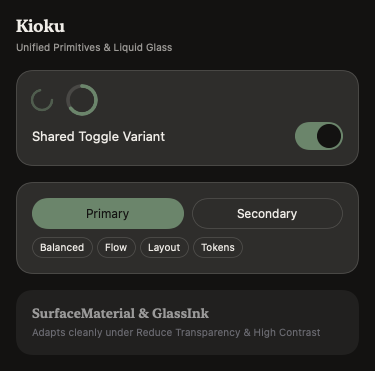 Kioku
Unified Primitives & Liquid Glass
Shared Toggle Variant
Primary
Secondary
Balanced
Flow
Layout
Tokens
SurfaceMaterial & GlassInk
Adapts cleanly under Reduce Transparency & High Contrast